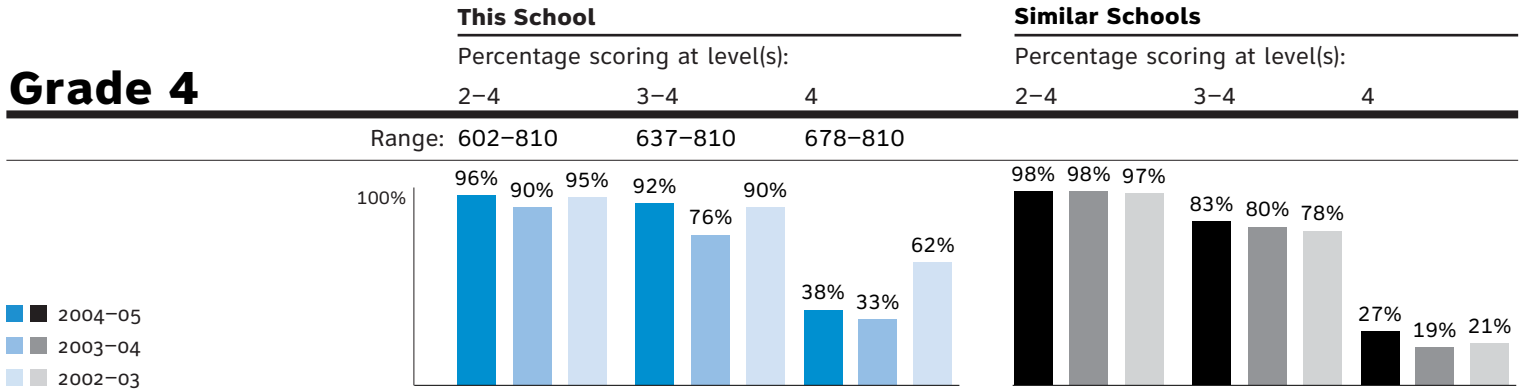 This School Similar Schools
Percentage scoring at level(s): Percentage scoring at level(s):
Grade 4 2–4 3–4 4 2–4 3–4 4
Range: 602–810 637–810 678–810
96% 90% 95% 92% 76% 90% 38% 33% 62% 98% 98% 97% 83% 80% 78% 27% 19% 21%
100%
2004–05
2003–04
2002–03